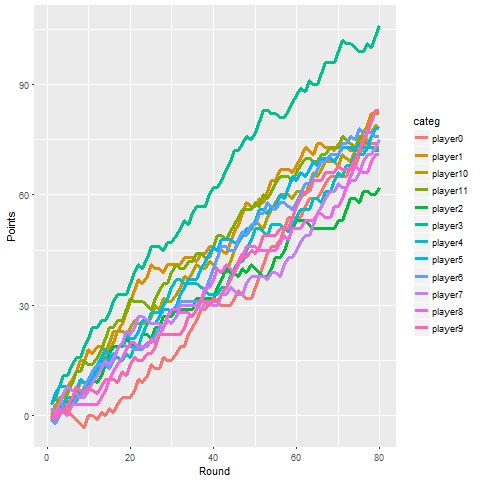 categ
player0
player1
player10
player11
player2
player3
player4
player5
player6
player7
player8
player9
Points
90
60
30
0
0 20 40 60 80
Round